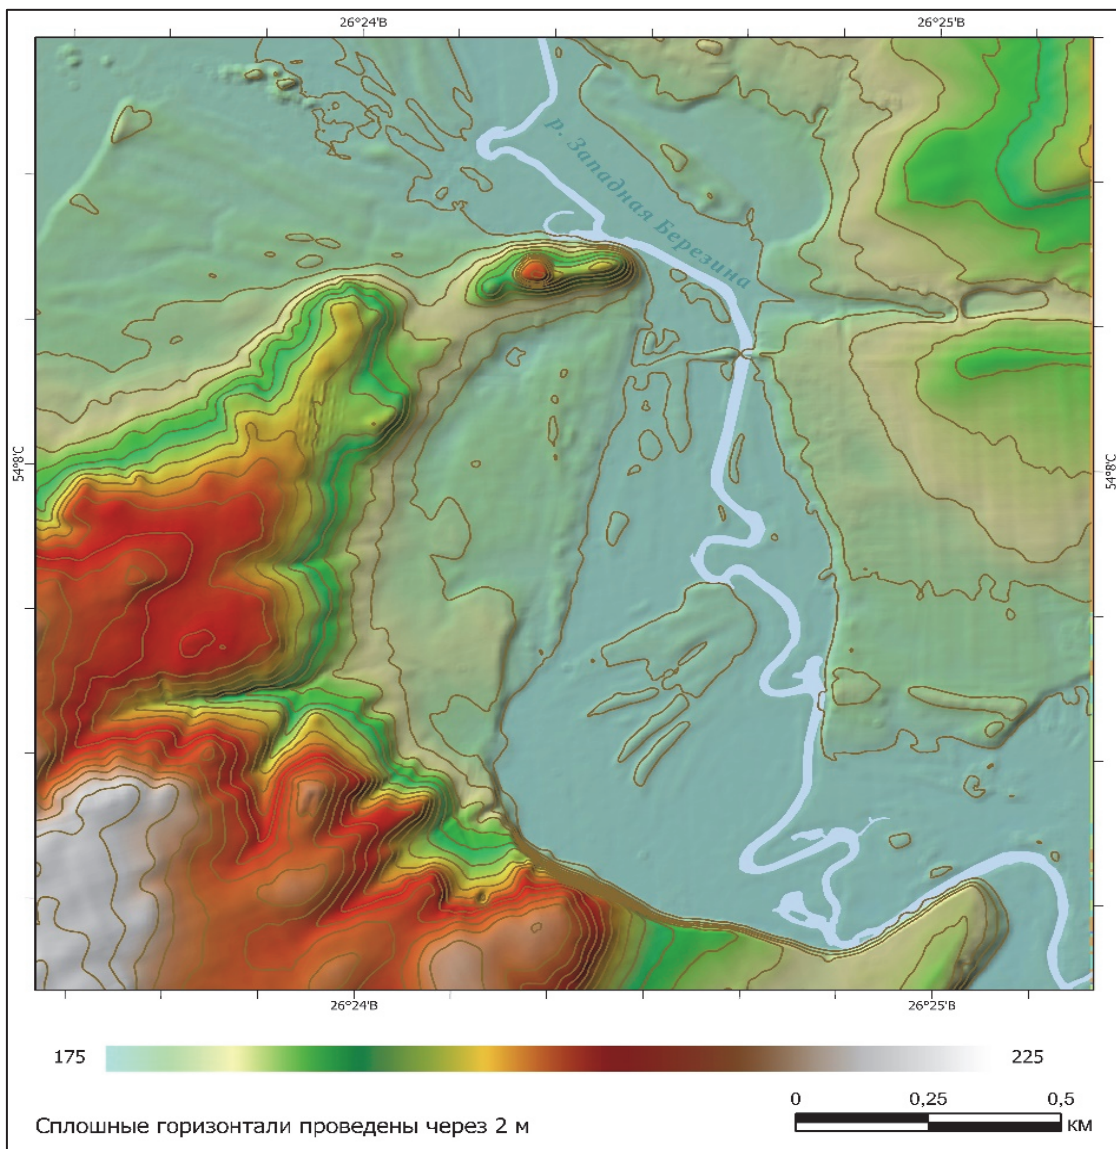 26°24'В 26°25'В
р. Западная Березина
54°8'С 54°8'С
26°24'В 26°25'В
175 225
0 0,25 0,5
км
Сплошные горизонтали проведены через 2 м